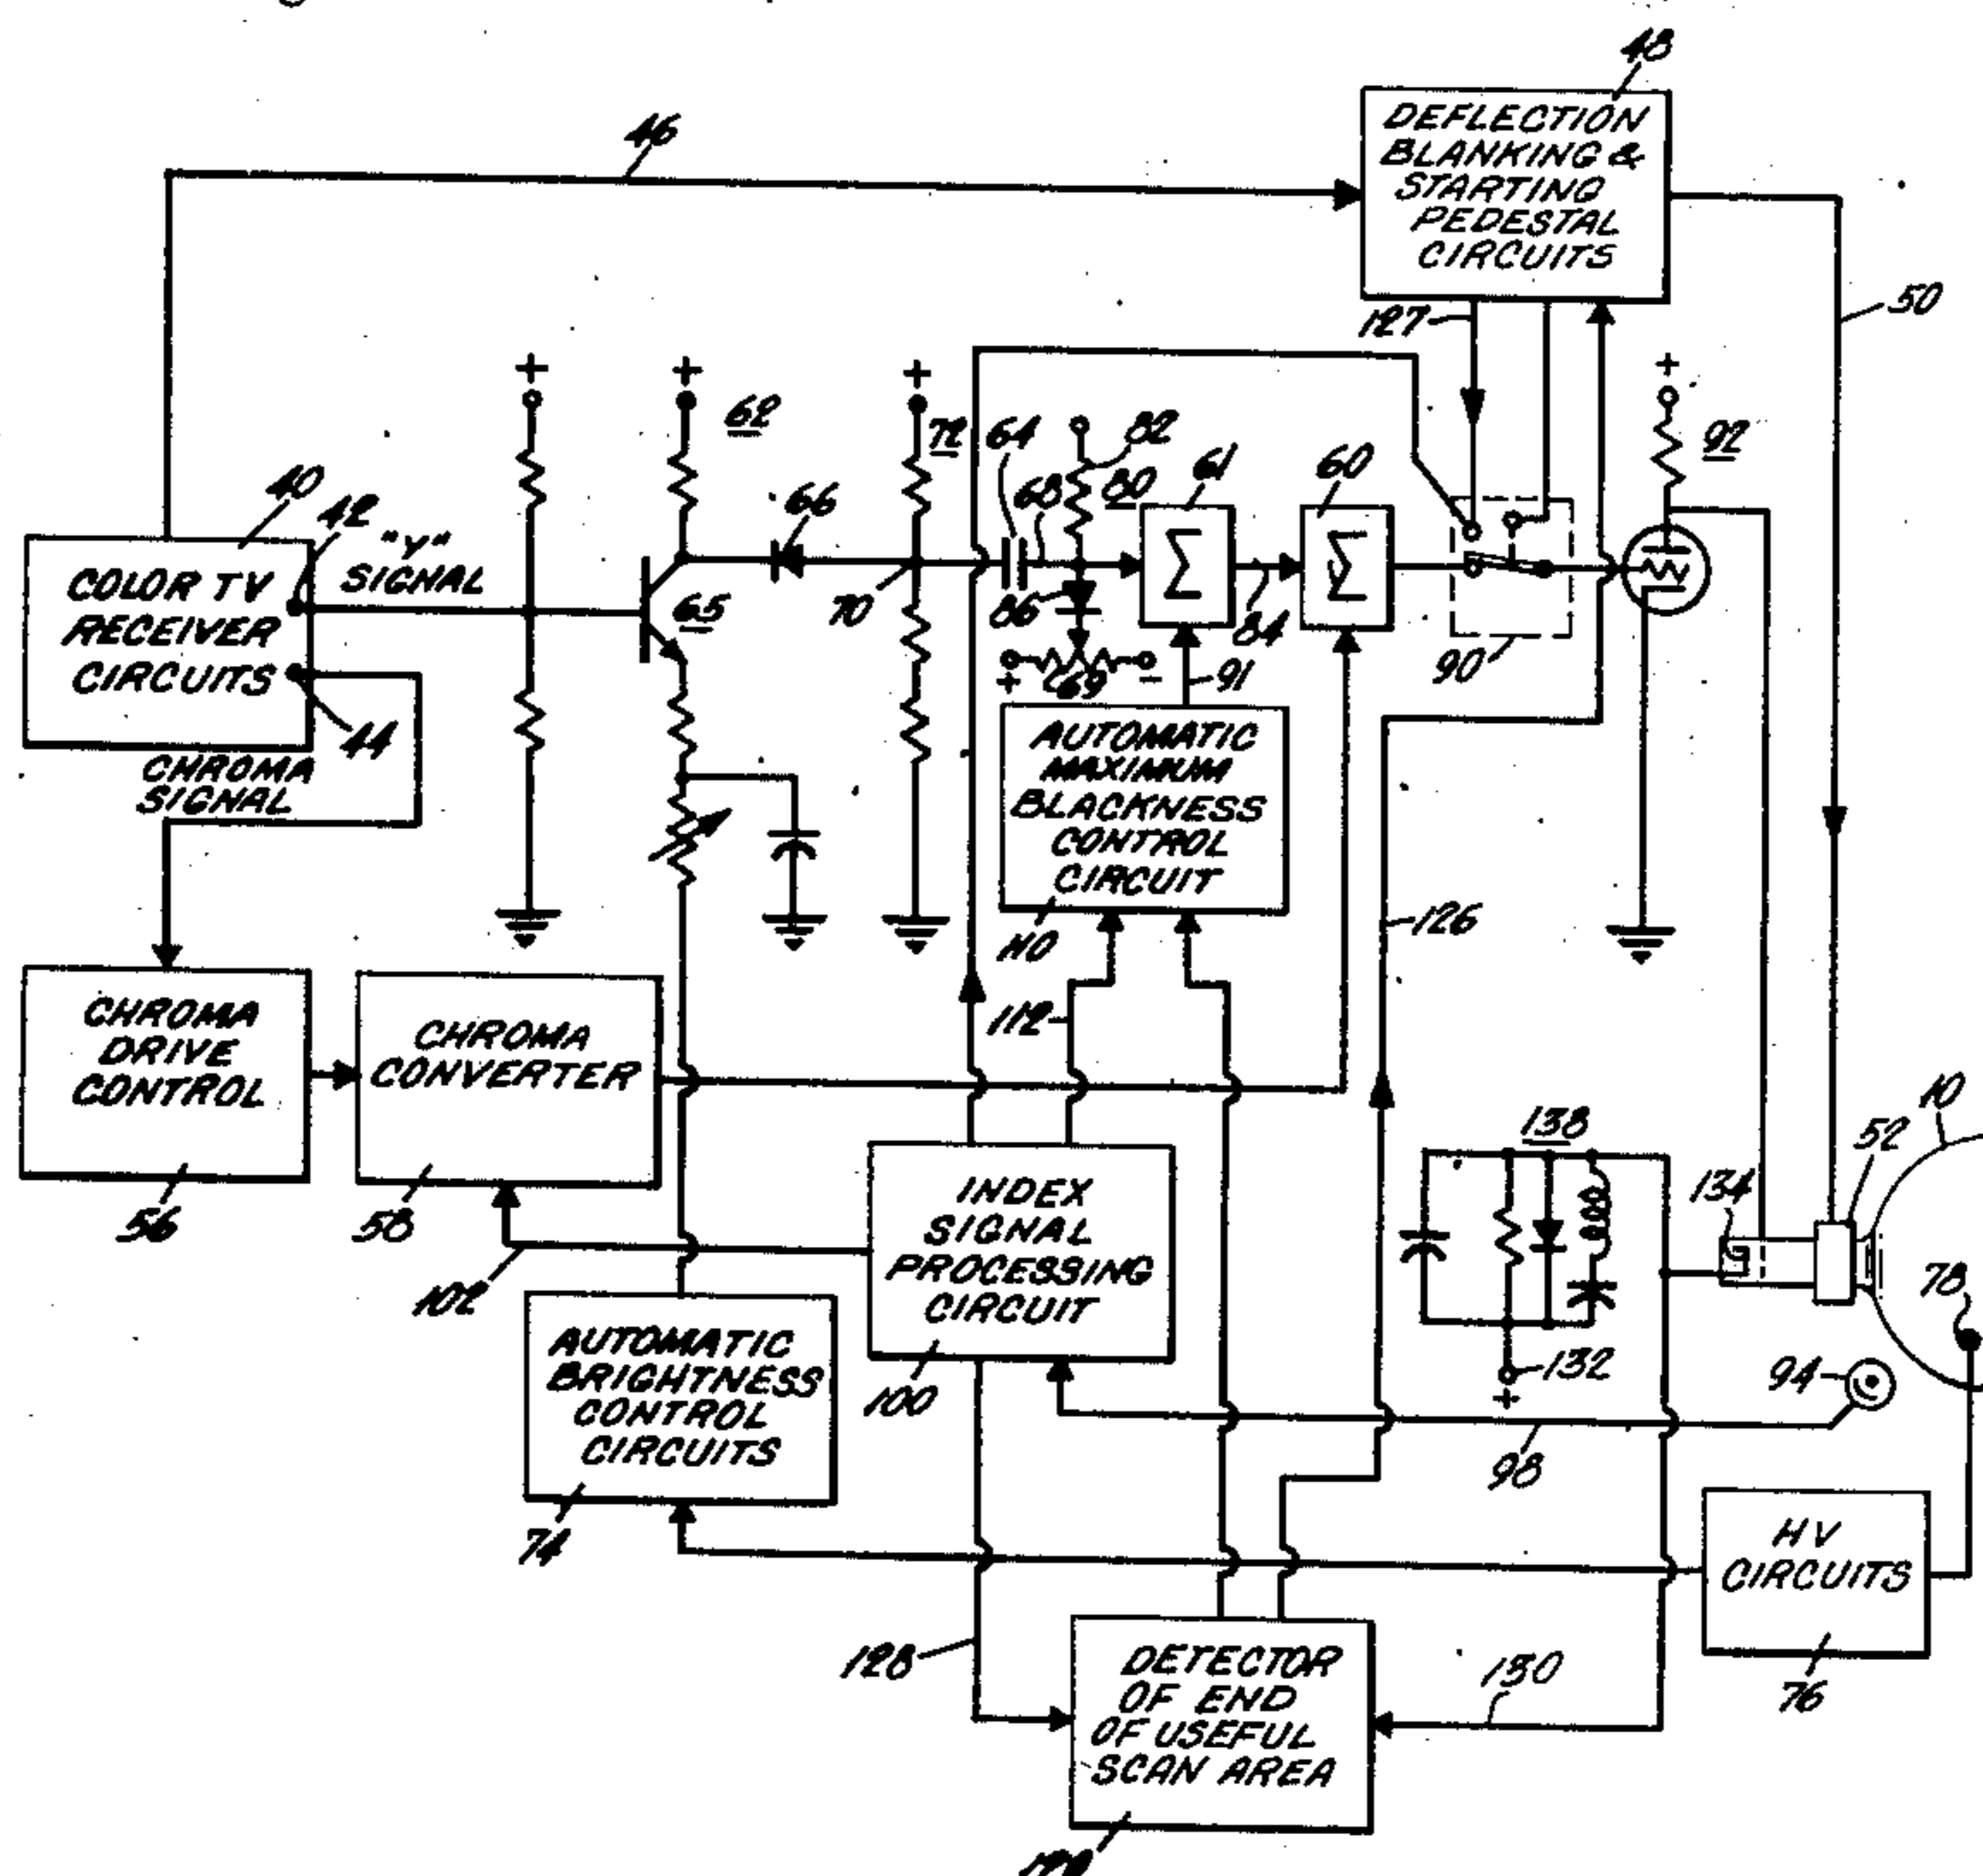 48
DEFLECTION
BLANKING &
STARTING
PEDESTAL
CIRCUITS
46
50
127
+
+
+
+
62
72
64
82
61
60
92
40
42
"Y"
SIGNAL
66
68
80
Σ
Σ
COLOR TV
RECEIVER
CIRCUITS
65
70
86
84
90
+
69
-
91
44
CHROMA
SIGNAL
AUTOMATIC
MAXIMUM
BLACKNESS
CONTROL
CIRCUIT
110
126
112
CHROMA
DRIVE
CONTROL
CHROMA
CONVERTER
56
58
138
10
52
134
INDEX
SIGNAL
PROCESSING
CIRCUIT
102
100
78
132
+
94
AUTOMATIC
BRIGHTNESS
CONTROL
CIRCUITS
98
74
HV
CIRCUITS
76
128
DETECTOR
OF END
OF USEFUL
SCAN AREA
130